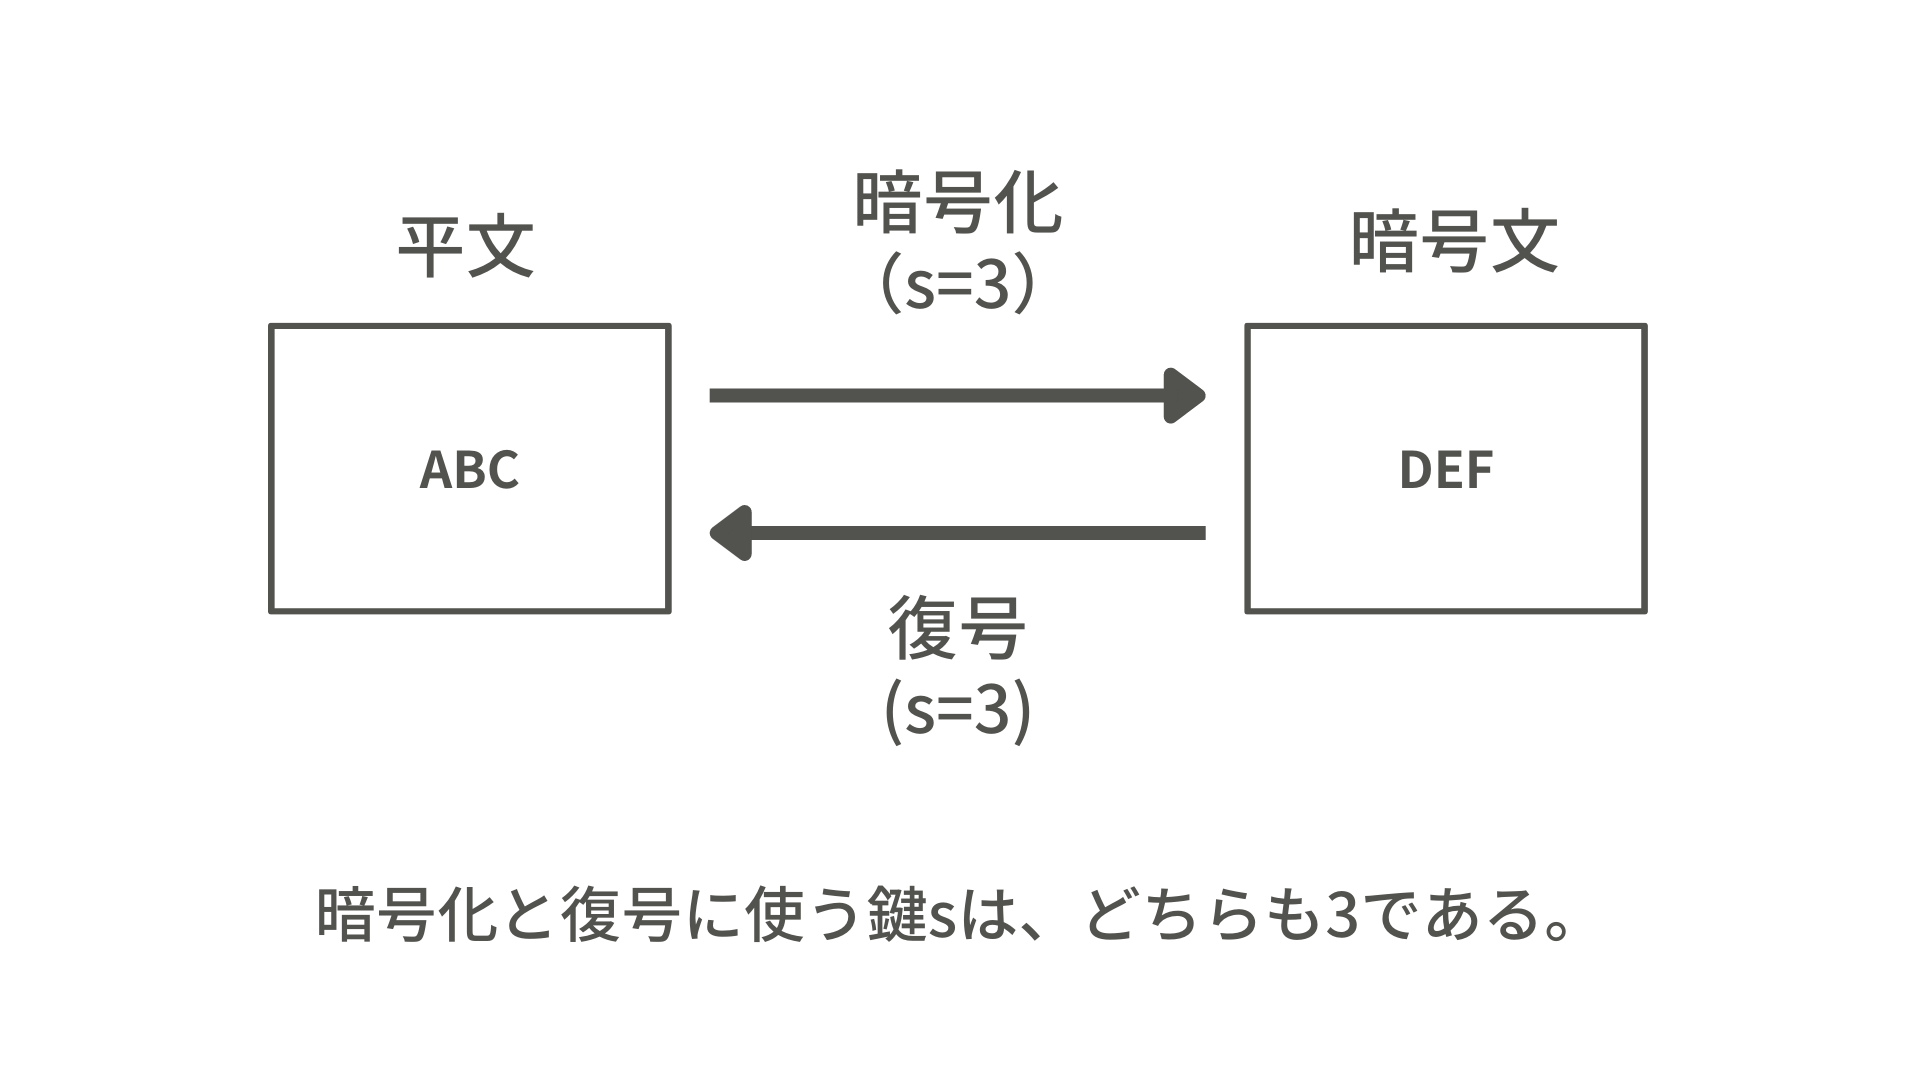 平文
暗号化
（s=3）
暗号文
ABC
DEF
復号
(s=3)
暗号化と復号に使う鍵sは、どちらも3である。